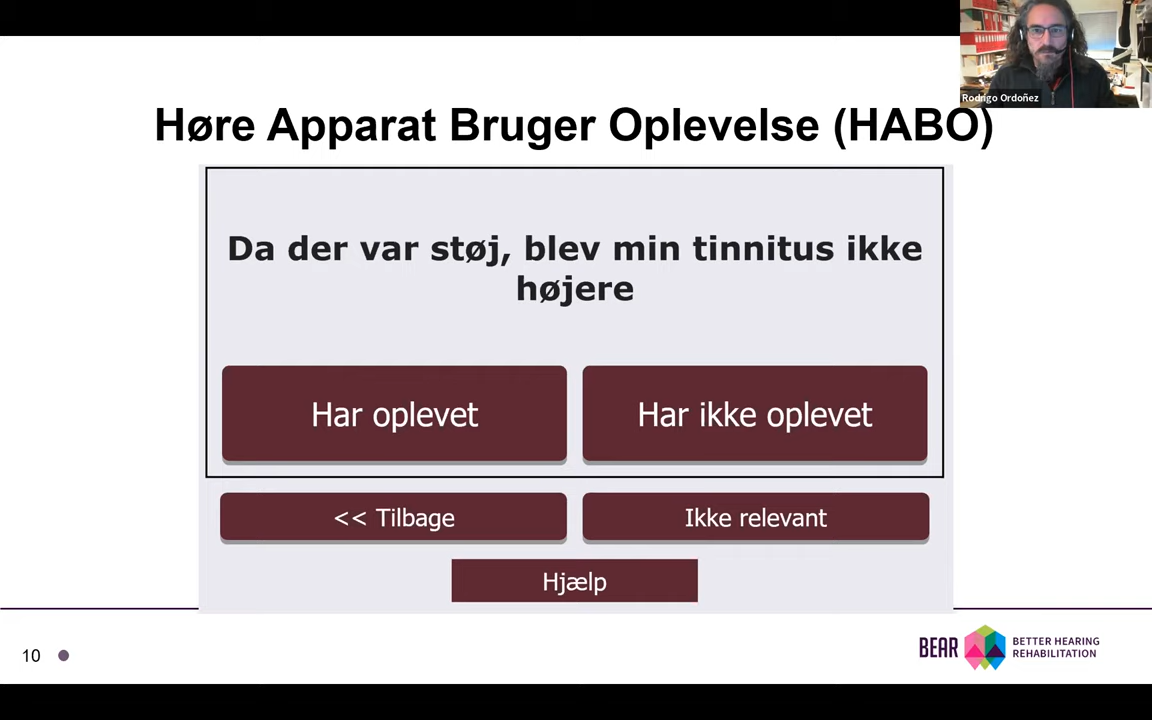 Rodrigo Ordoñez
Høre Apparat Bruger Oplevelse (HABO)
Da der var støj, blev min tinnitus ikke
højere
Har oplevet
Har ikke oplevet
<< Tilbage
Ikke relevant
Hjælp
10
BEAR
BETTER HEARING
REHABILITATION